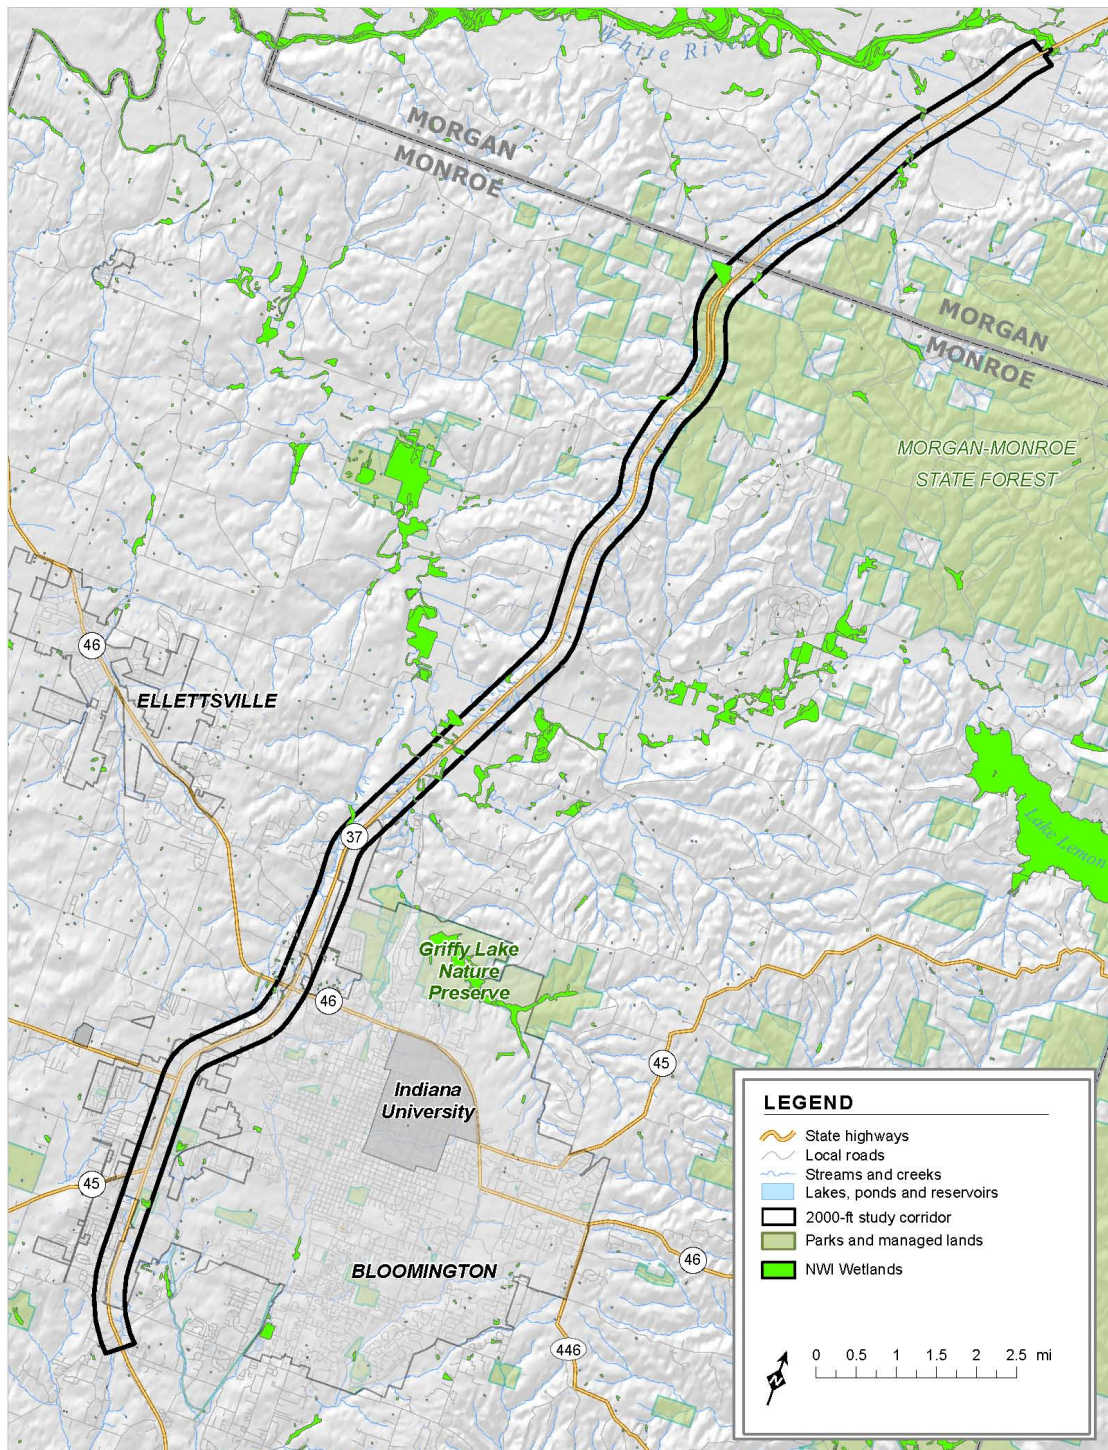 White River
MORGAN
MONROE
MORGAN
MONROE
MORGAN-MONROE
STATE FOREST
46
ELLETTSVILLE
Lake Lemon
37
Griffy Lake
Nature
Preserve
46
45
Indiana
University
45
46
BLOOMINGTON
446
LEGEND
State highways
Local roads
Streams and creeks
Lakes, ponds and reservoirs
2000-ft study corridor
Parks and managed lands
NWI Wetlands
0 0.5 1 1.5 2 2.5 mi
N